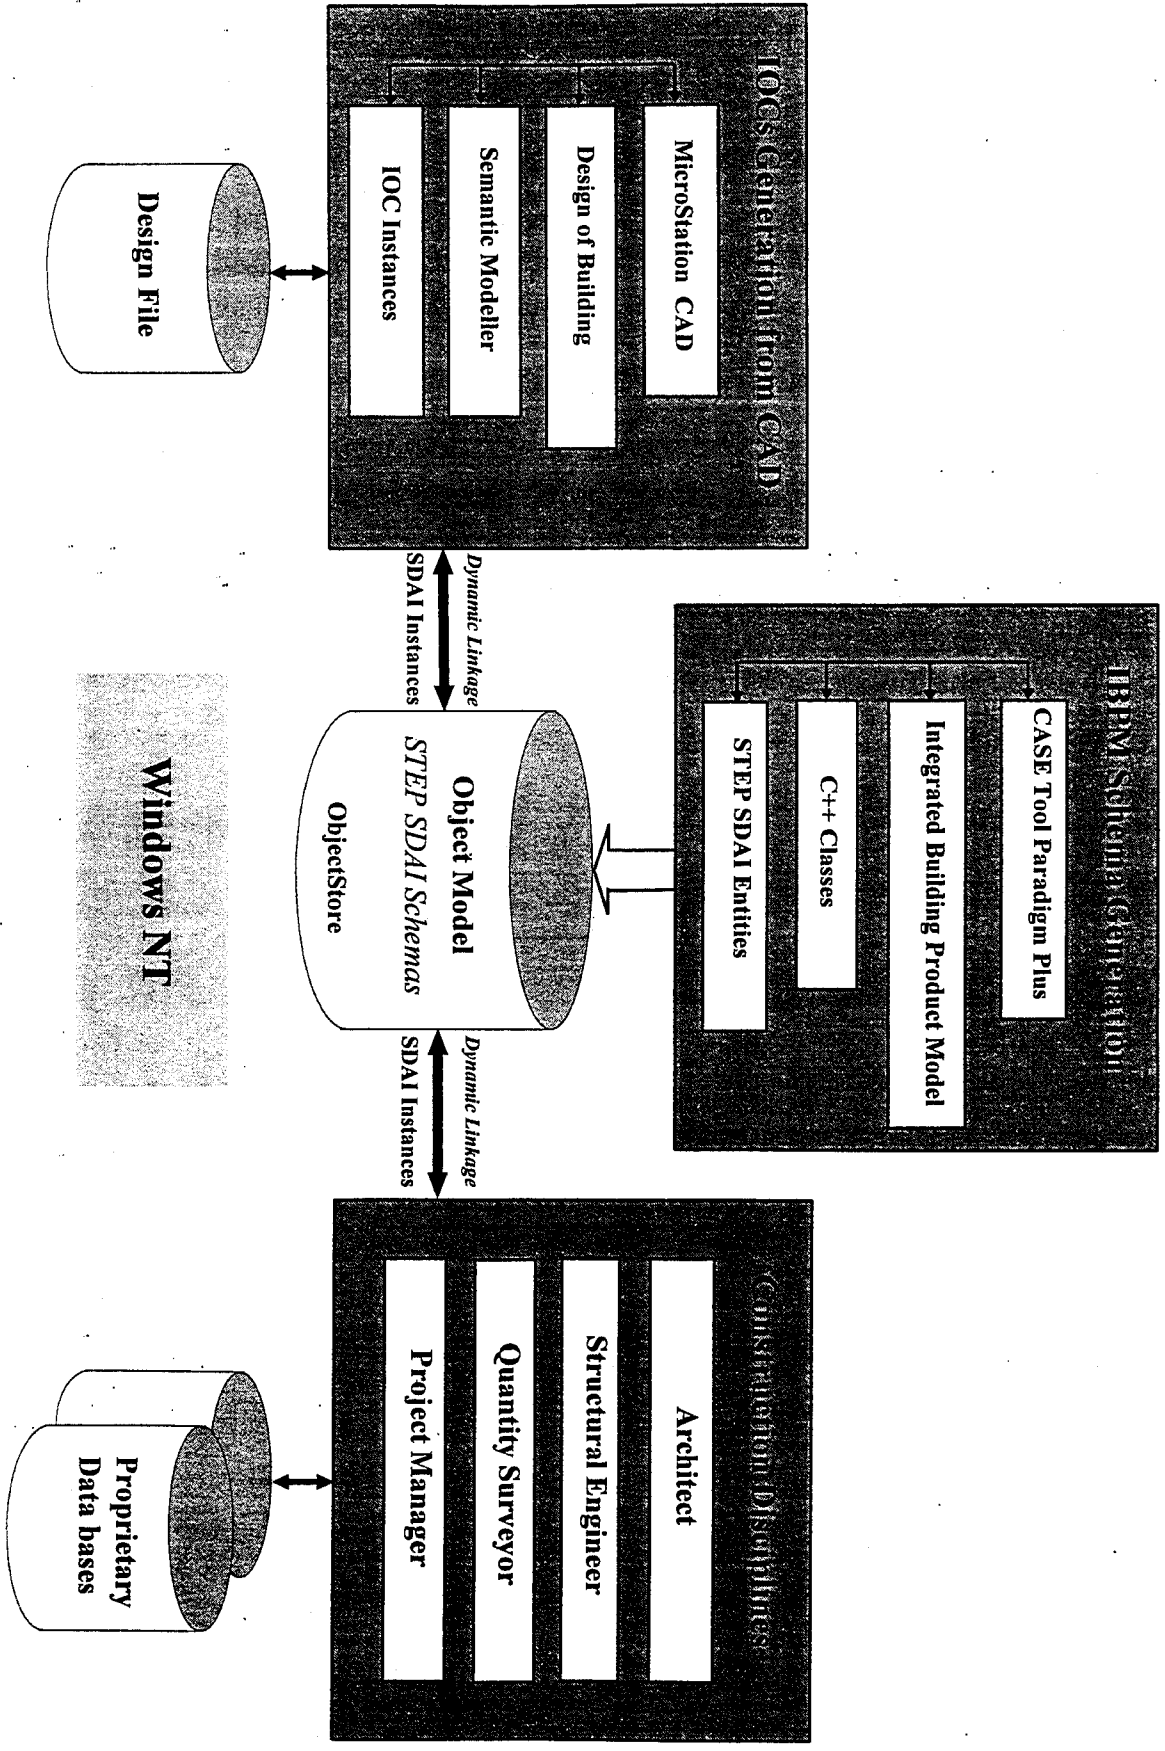 IBPM Schema Generation
CASE Tool Paradigm Plus
Integrated Building Product Model
C++ Classes
STEP SDAI Entities
IOCs Generation from CAD
MicroStation CAD
Design of Building
Semantic Modeller
IOC Instances
Dynamic Linkage
SDAI Instances
Object Model
STEP SDAI Schemas
ObjectStore
Dynamic Linkage
SDAI Instances
Construction Disciplines
Architect
Structural Engineer
Quantity Surveyor
Project Manager
Design File
Windows NT
Proprietary
Data bases